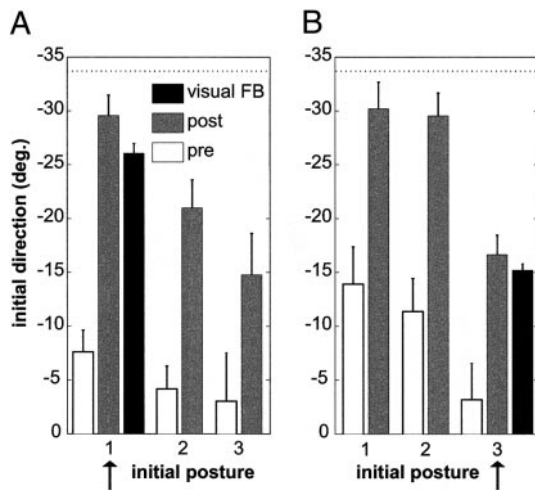 A
B
initial direction (deg.)
-35
-30
-25
-20
-15
-10
-5
0
visual FB
post
pre
1 2 3
initial posture
-35
-30
-25
-20
-15
-10
-5
0
1 2 3
initial posture